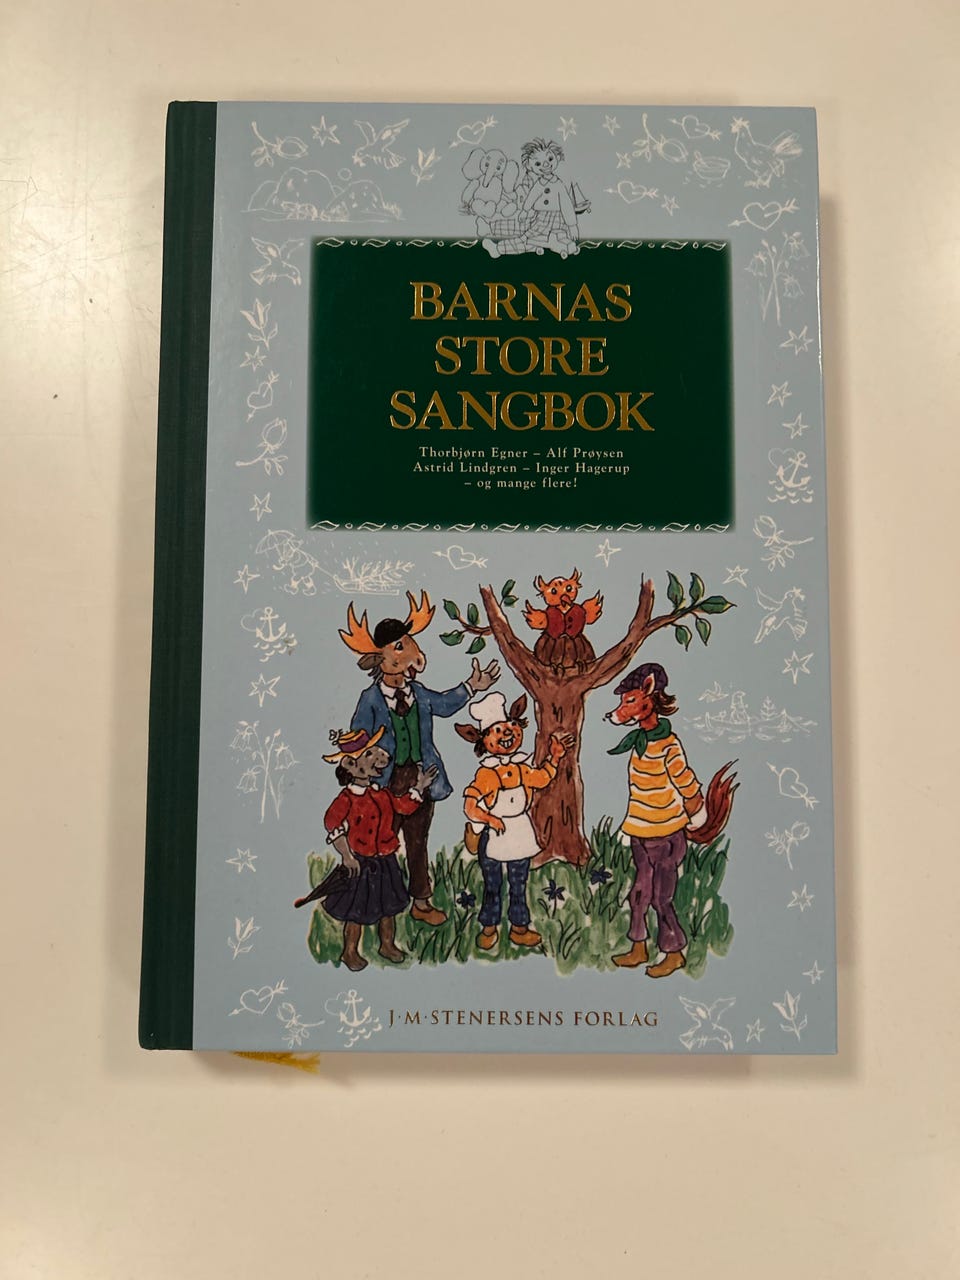 BARNAS
STORE
SANGBOK
Thorbjørn Egner – Alf Prøysen
Astrid Lindgren – Inger Hagerup
– og mange flere!
J·M·STENERSENS FORLAG